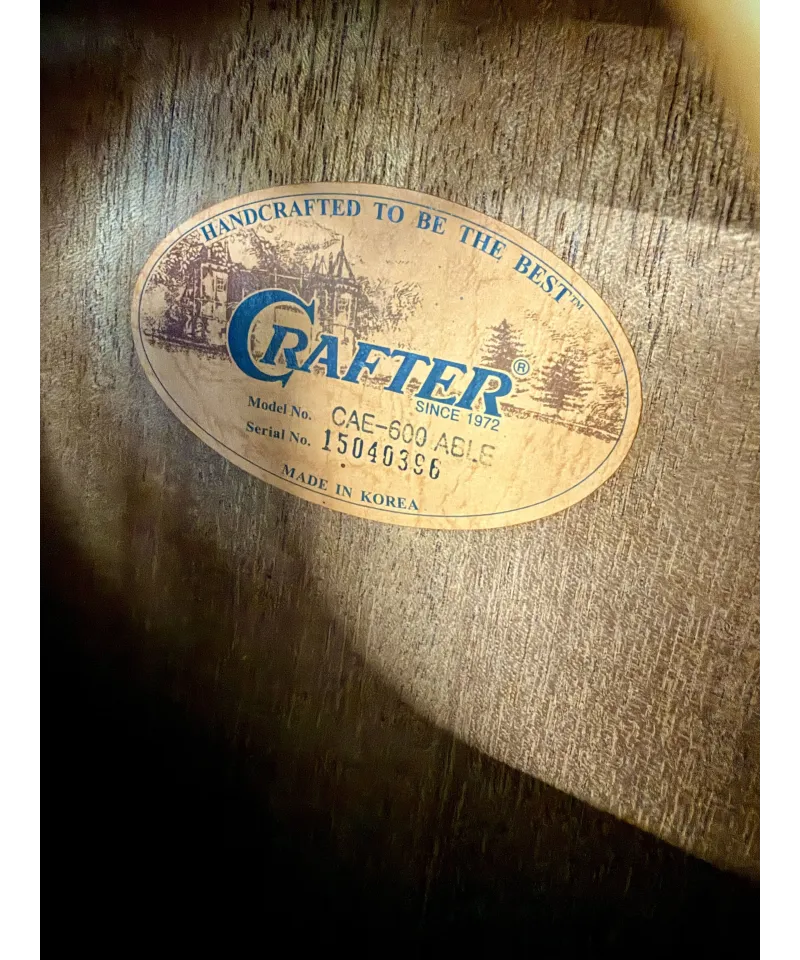 HANDCRAFTED TO BE THE BEST™
CRAFTER®
SINCE 1972
Model No. CAE-600 ABLE
Serial No. 15040396
MADE IN KOREA